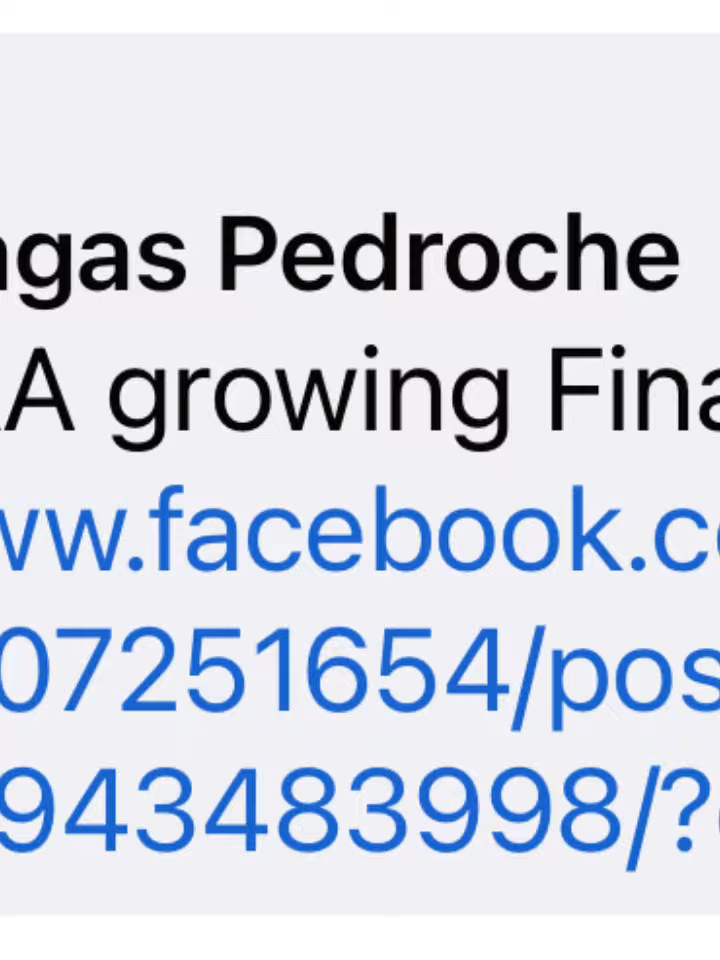 agas Pedroche
A growing Fina
ww.facebook.c
07251654/pos
943483998/?